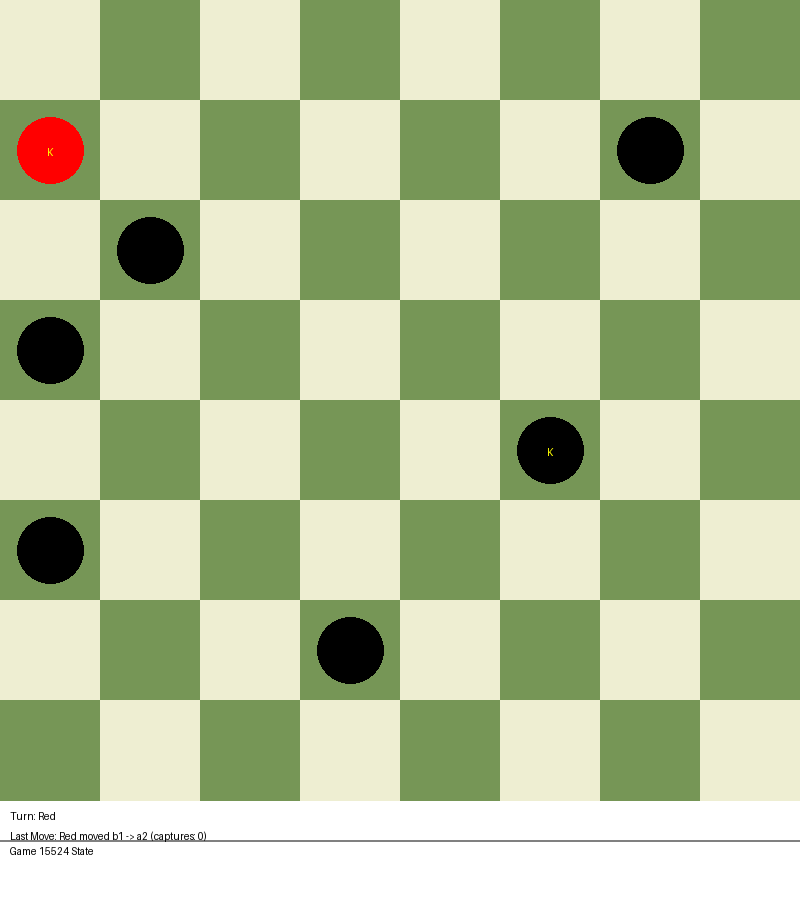 K
K
Turn: Red
Last Move: Red moved b1 -> a2 (captures: 0)
Game 15524 State